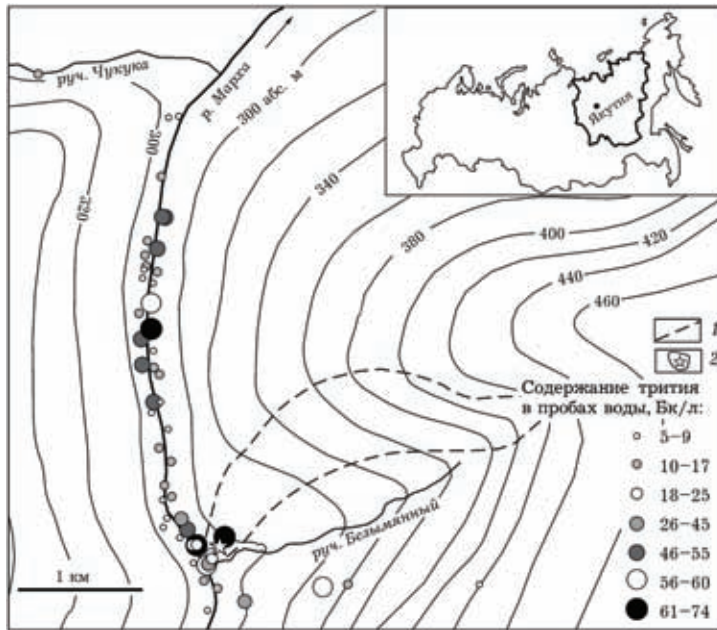 руч. Чукука
р. Марха
300 абс. м
300
320
340
380
400
420
440
460
Якутия
1
2
Содержание трития
в пробах воды, Бк/л:
5–9
10–17
18–25
26–45
46–55
56–60
61–74
руч. Безымянный
1 км